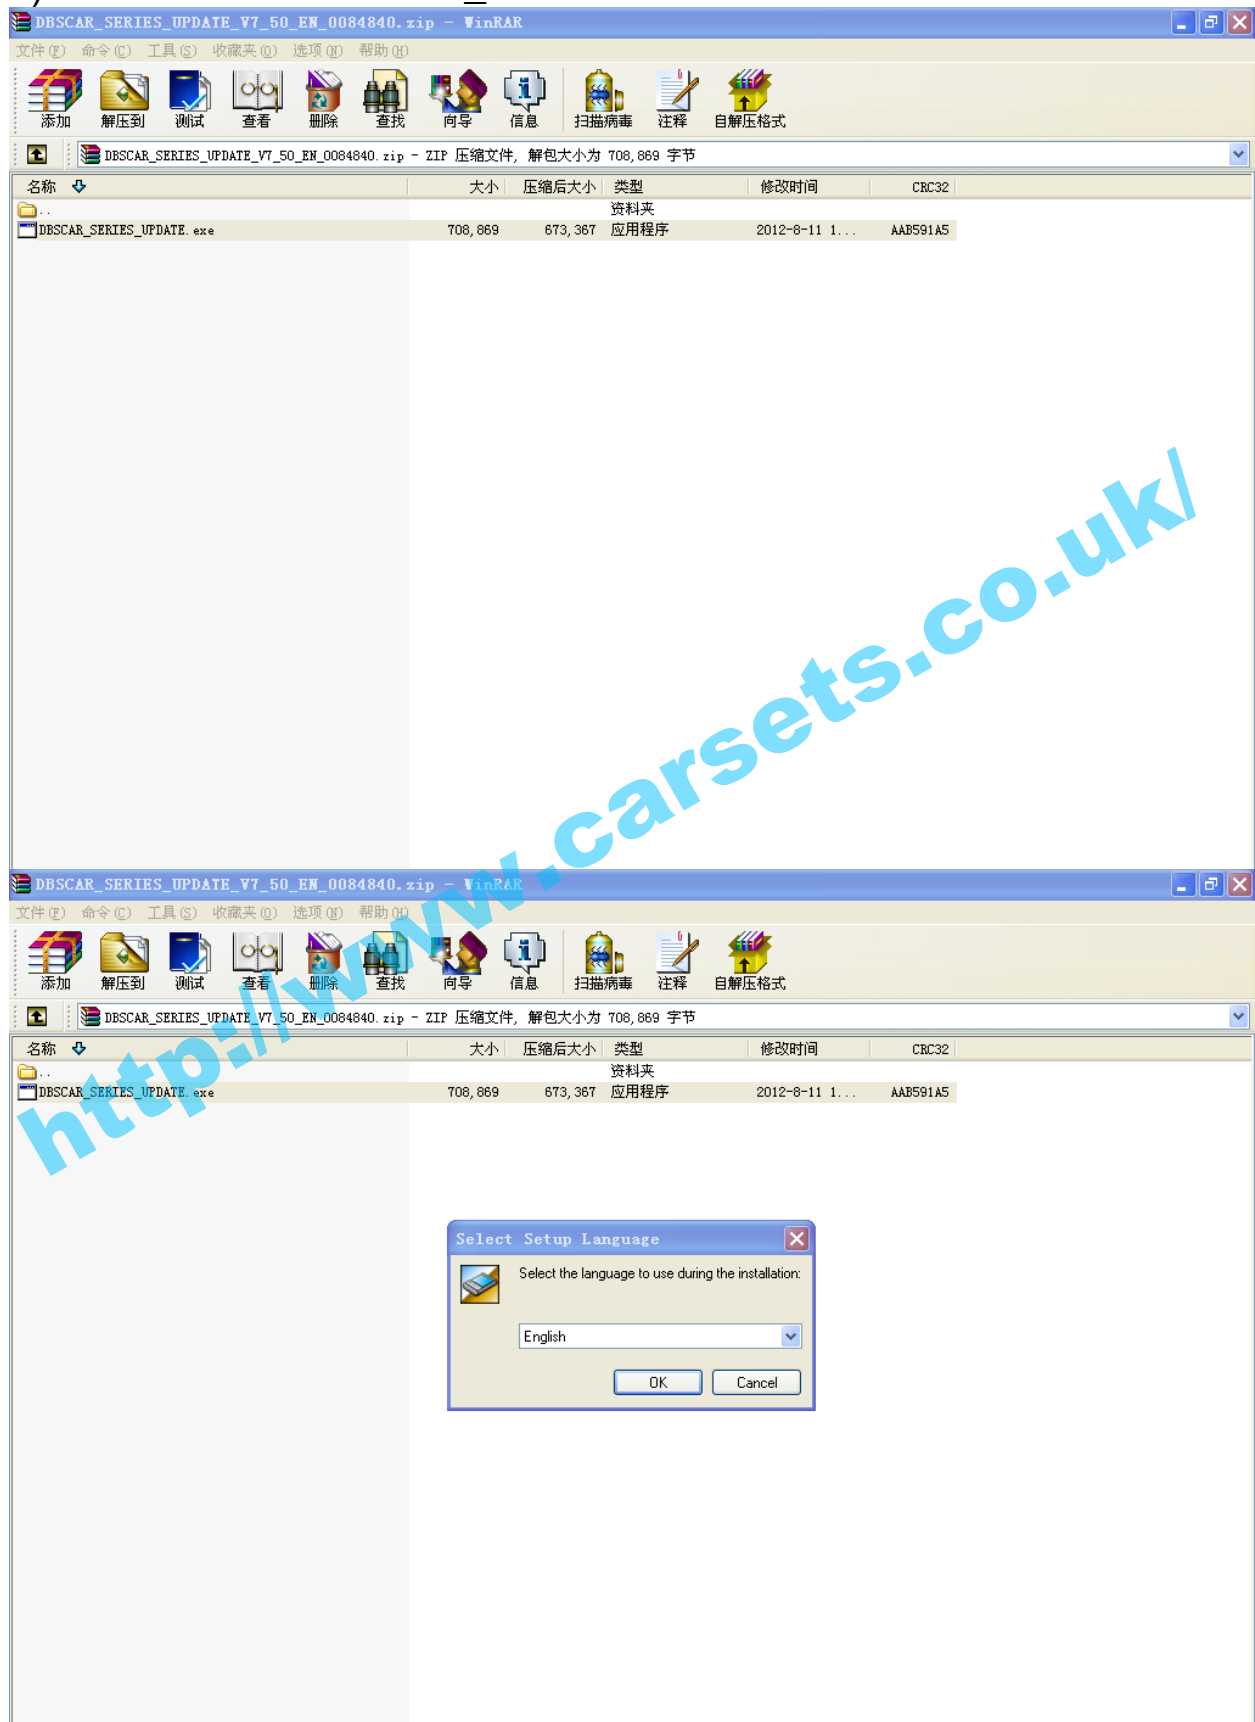 DBSCAR_SERIES_UPDATE_V7_50_EN_0084840.zip - WinRAR
文件(F) 命令(C) 工具(S) 收藏夹(O) 选项(N) 帮助(H)
添加 解压到 测试 查看 删除 查找 向导 信息 扫描病毒 注释 自解压格式
DBSCAR_SERIES_UPDATE_V7_50_EN_0084840.zip - ZIP 压缩文件, 解包大小为 708,869 字节
名称 大小 压缩后大小 类型 修改时间 CRC32
.. 资料夹
DBSCAR_SERIES_UPDATE.exe 708,869 673,367 应用程序 2012-8-11 1... AAB591A5
http://www.carsets.co.uk/
DBSCAR_SERIES_UPDATE_V7_50_EN_0084840.zip - WinRAR
文件(F) 命令(C) 工具(S) 收藏夹(O) 选项(N) 帮助(H)
添加 解压到 测试 查看 删除 查找 向导 信息 扫描病毒 注释 自解压格式
DBSCAR_SERIES_UPDATE_V7_50_EN_0084840.zip - ZIP 压缩文件, 解包大小为 708,869 字节
名称 大小 压缩后大小 类型 修改时间 CRC32
.. 资料夹
DBSCAR_SERIES_UPDATE.exe 708,869 673,367 应用程序 2012-8-11 1... AAB591A5
Select Setup Language
Select the language to use during the installation:
English
OK Cancel